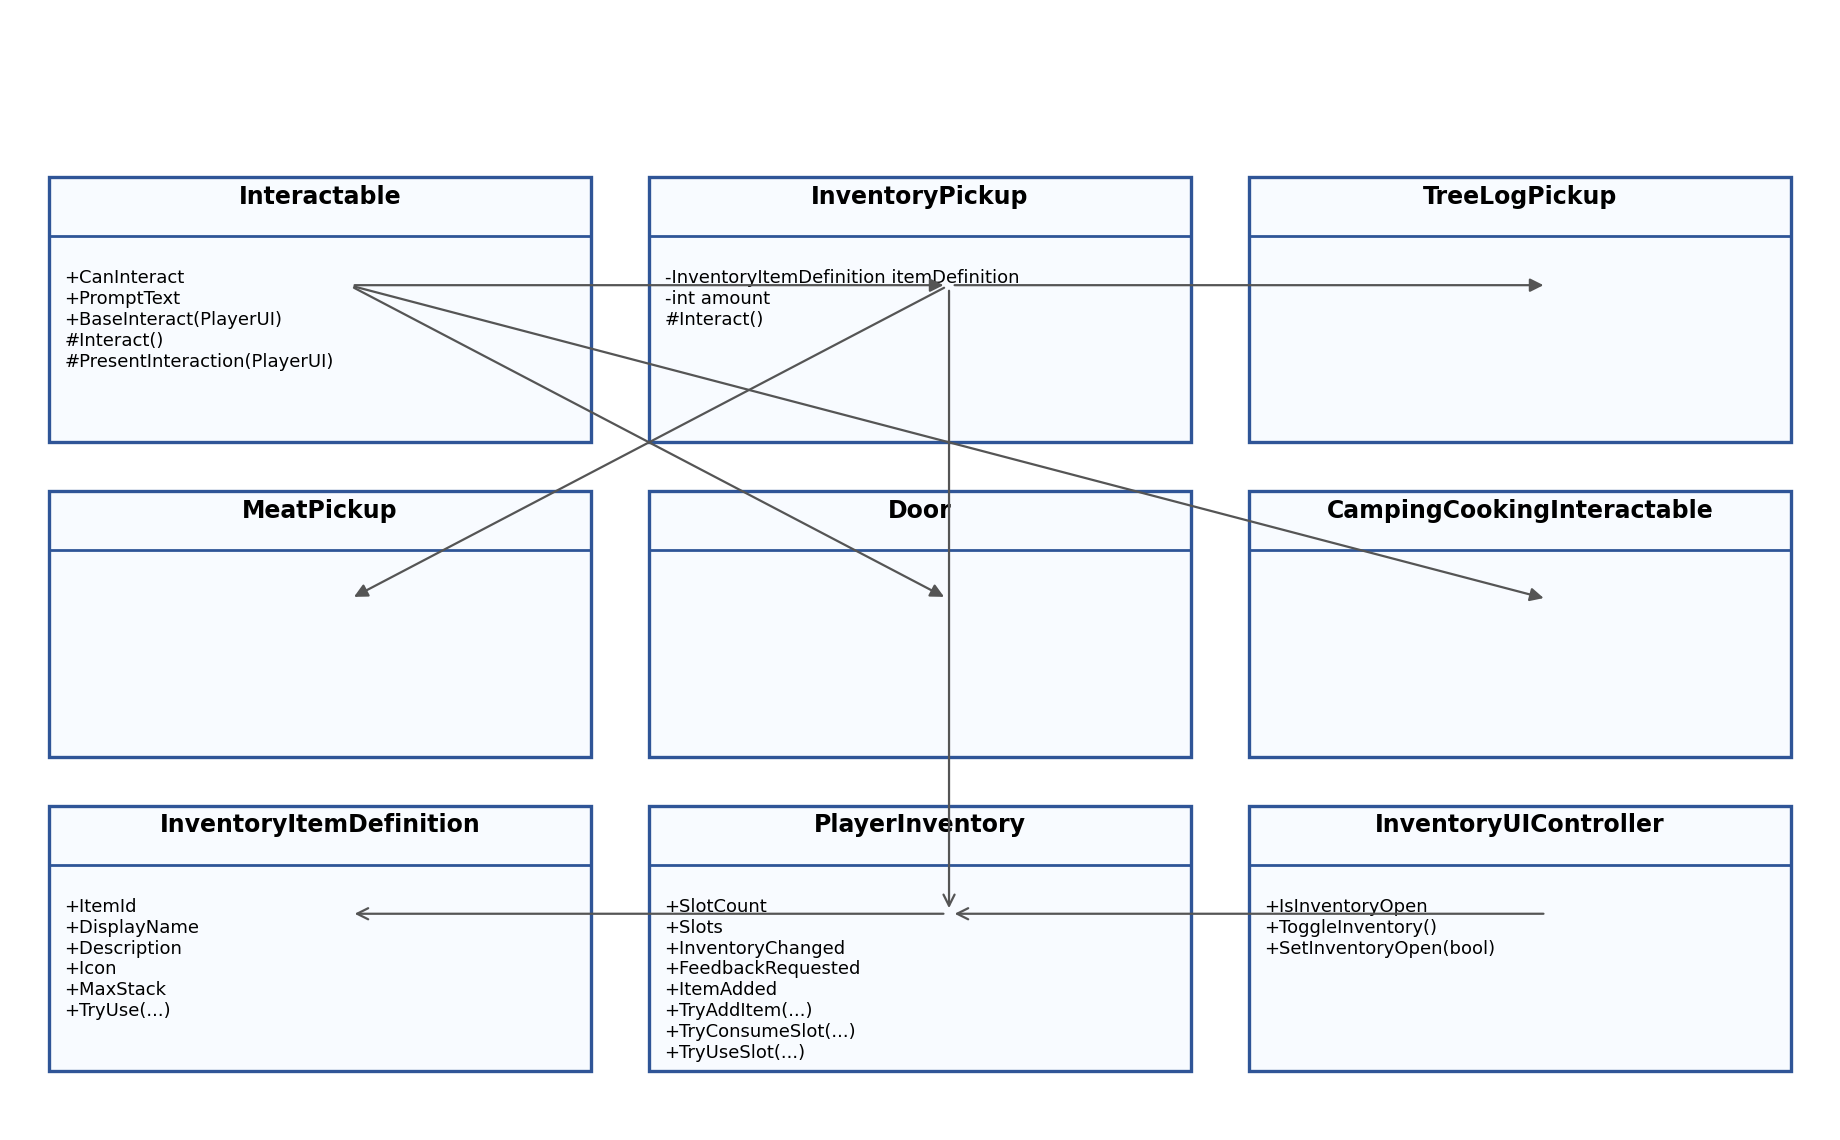 Interactable
+CanInteract
+PromptText
+BaseInteract(PlayerUI)
#Interact()
#PresentInteraction(PlayerUI)
InventoryPickup
-InventoryItemDefinition itemDefinition
-int amount
#Interact()
TreeLogPickup
MeatPickup
Door
CampingCookingInteractable
InventoryItemDefinition
+ItemId
+DisplayName
+Description
+Icon
+MaxStack
+TryUse(...)
PlayerInventory
+SlotCount
+Slots
+InventoryChanged
+FeedbackRequested
+ItemAdded
+TryAddItem(...)
+TryConsumeSlot(...)
+TryUseSlot(...)
InventoryUIController
+IsInventoryOpen
+ToggleInventory()
+SetInventoryOpen(bool)